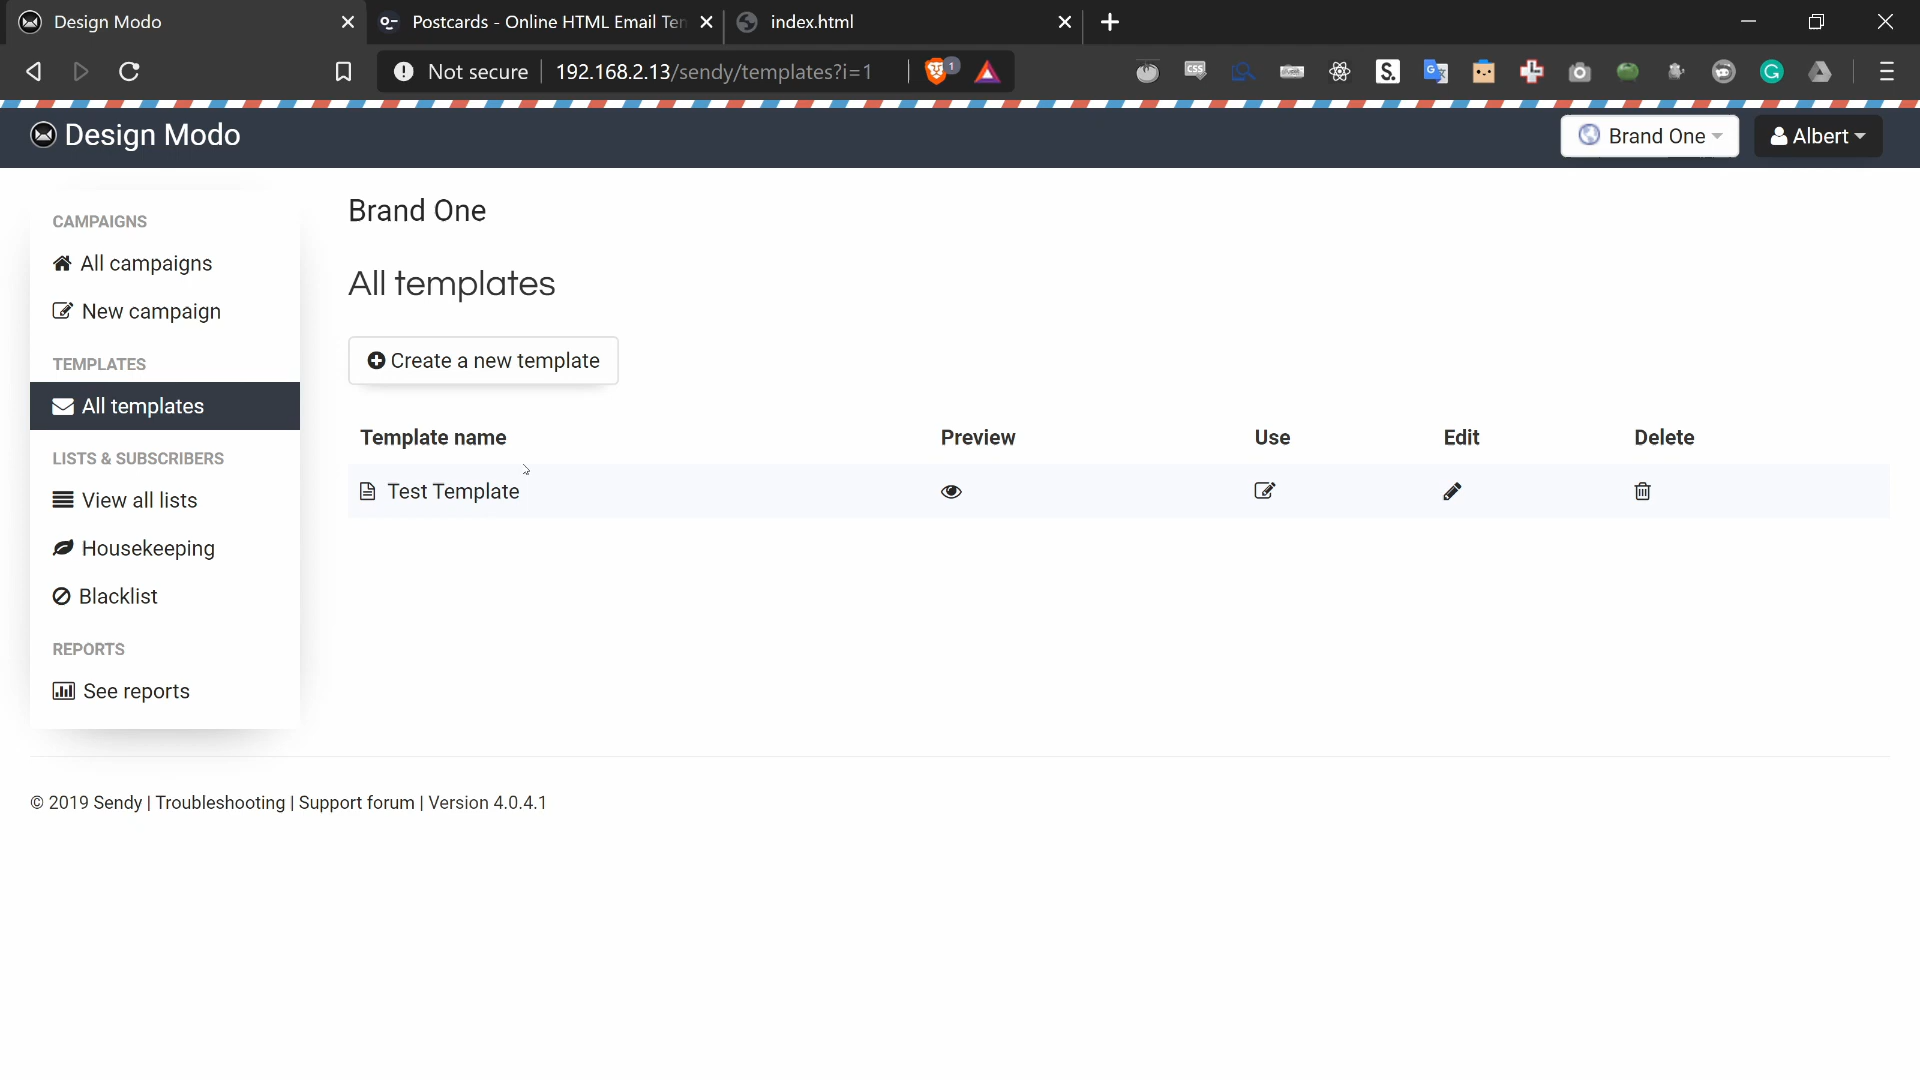 Design Modo
Postcards - Online HTML Email Ten
index.html
Not secure
192.168.2.13/sendy/templates?i=1
1
CSS
S.
G
Design Modo
Brand One
Albert
CAMPAIGNS
All campaigns
New campaign
TEMPLATES
All templates
LISTS & SUBSCRIBERS
View all lists
Housekeeping
Blacklist
REPORTS
See reports
Brand One
All templates
Create a new template
Template name Preview Use Edit Delete
Test Template
© 2019 Sendy | Troubleshooting | Support forum | Version 4.0.4.1